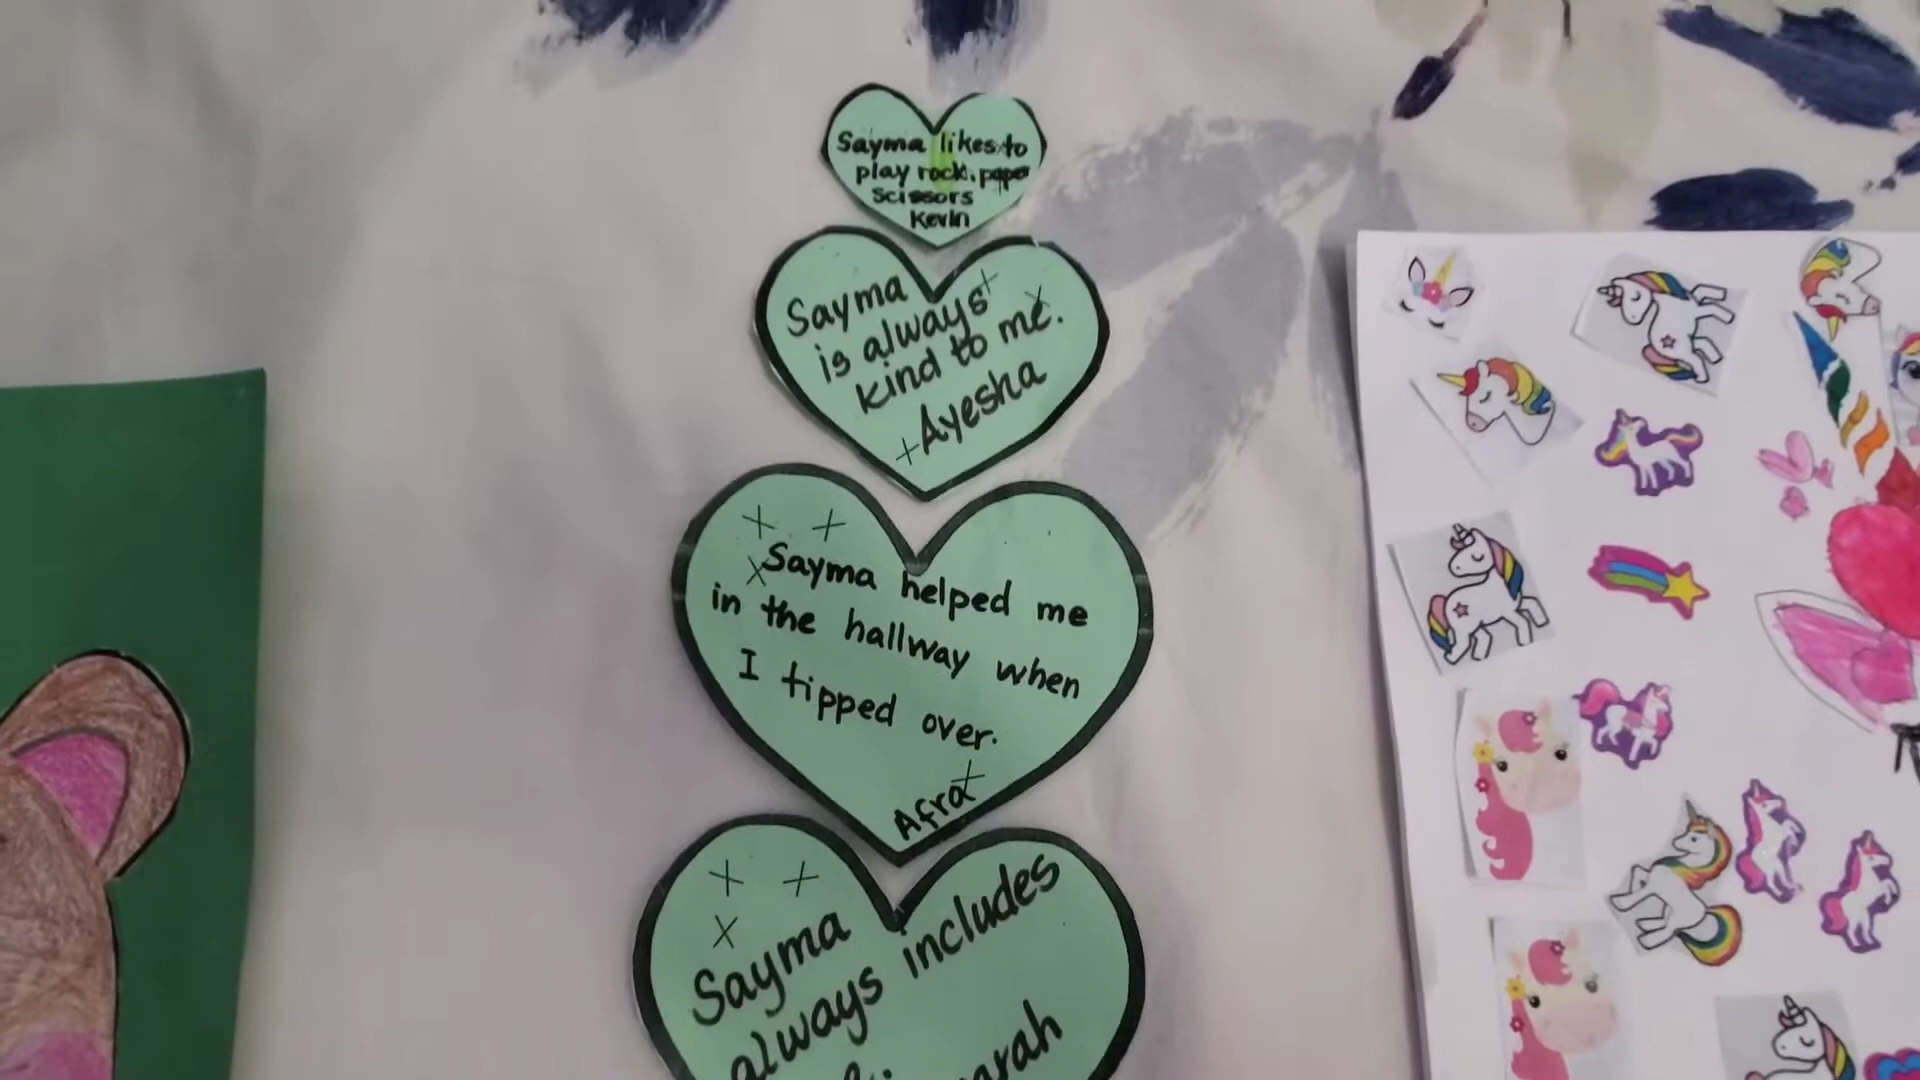 Sayma likes to
play rock, paper
scissors
Kevin
Sayma
is always
kind to me.
Ayesha
Sayma helped me
in the hallway when
I tipped over.
Afra
Sayma
always includes